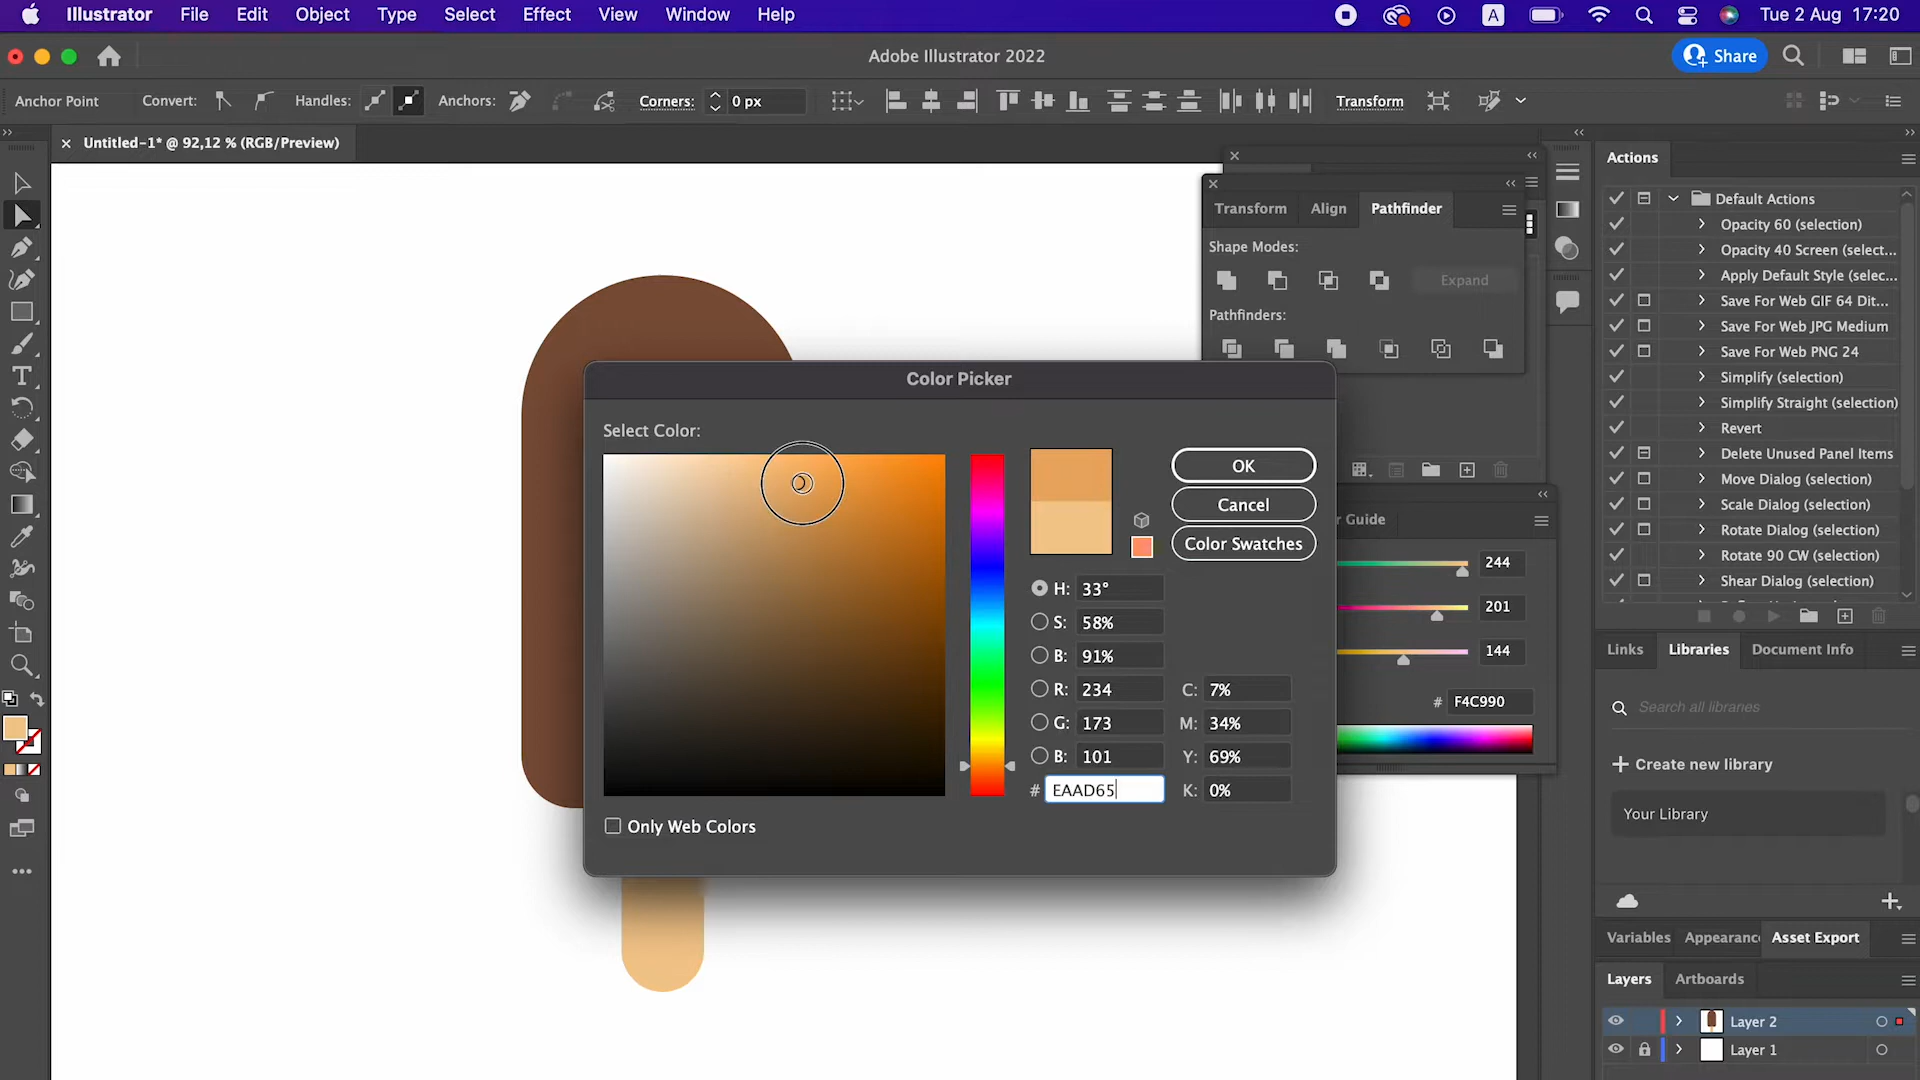 Illustrator File Edit Object Type Select Effect View Window Help A Tue 2 Aug 17:20
Adobe Illustrator 2022 Share
Anchor Point Convert: Handles: Anchors: Corners: 0 px Transform
× Untitled-1* @ 92,12 % (RGB/Preview)
Transform Align Pathfinder
Shape Modes:
Expand
Pathfinders:
Color Picker
Select Color:
OK
Cancel
Color Swatches
H: 33°
S: 58%
B: 91%
R: 234 C: 7%
G: 173 M: 34%
B: 101 Y: 69%
# EAAD65 K: 0%
Only Web Colors
r Guide
244
201
144
# F4C990
Actions
Default Actions
Opacity 60 (selection)
Opacity 40 Screen (select...
Apply Default Style (selec...
Save For Web GIF 64 Dit...
Save For Web JPG Medium
Save For Web PNG 24
Simplify (selection)
Simplify Straight (selection)
Revert
Delete Unused Panel Items
Move Dialog (selection)
Scale Dialog (selection)
Rotate Dialog (selection)
Rotate 90 CW (selection)
Shear Dialog (selection)
Links Libraries Document Info
Search all libraries
+ Create new library
Your Library
Variables Appearanc Asset Export
Layers Artboards
Layer 2
Layer 1